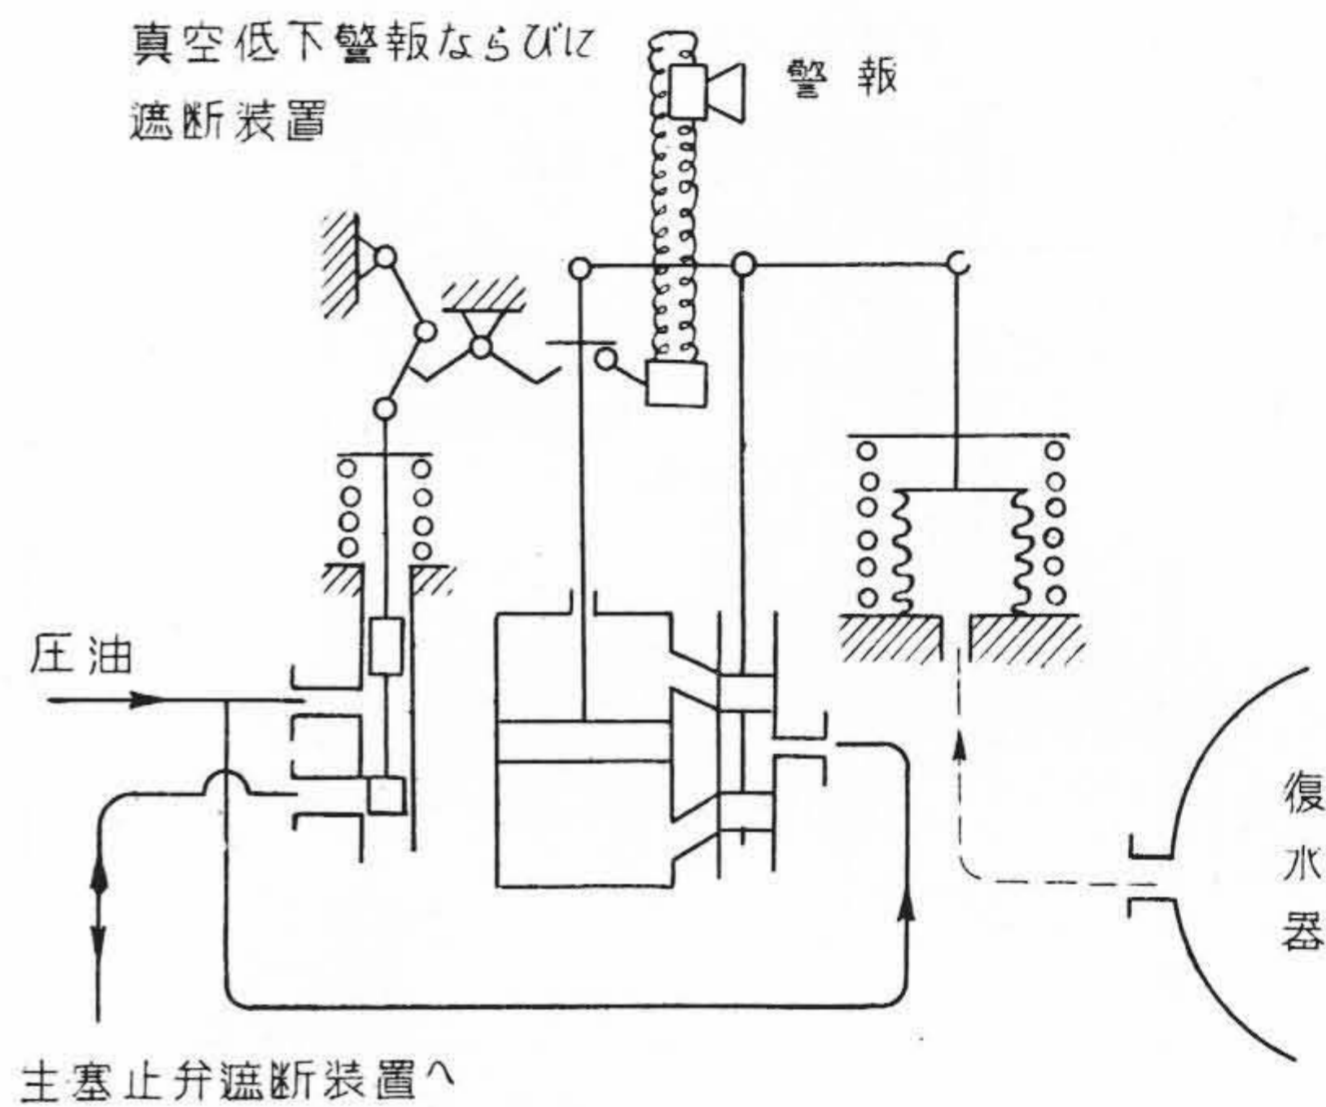 真空低下警報ならびに
遮断装置
警報
圧油
復水器
主塞止弁遮断装置へ